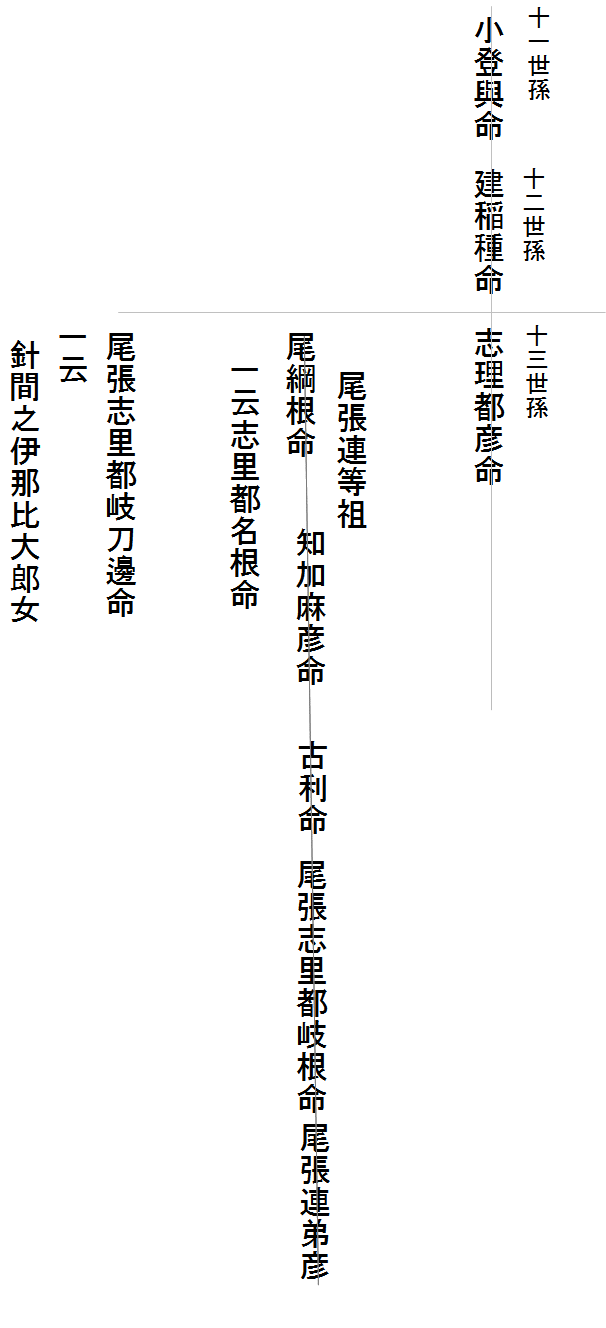 十一世孫
小登與命
十二世孫
建稲種命
十三世孫
志理都彦命
尾張連等祖
尾綱根命
一云志里都名根命
知加麻彦命
古利命
尾張志里都岐根命
尾張連弟彦
尾張志里都岐刀邊命
一云
針間之伊那比大郎女